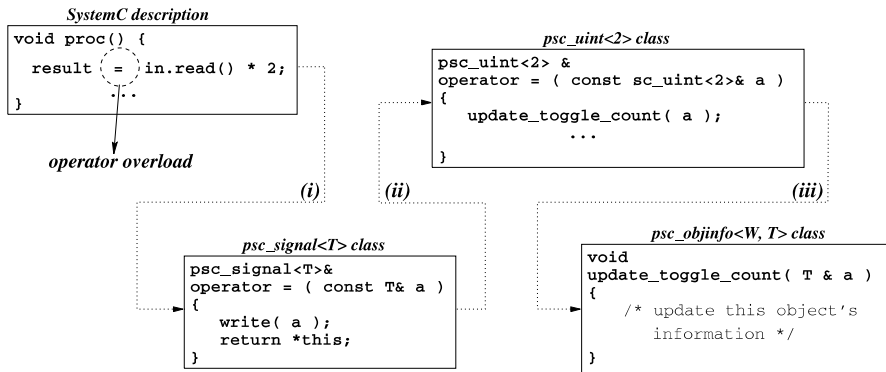 SystemC description
void proc() {
result = in.read() * 2;
...
}
operator overload
(i)
psc_signal<T> class
psc_signal<T>&
operator = ( const T& a )
{
write( a );
return *this;
}
(ii)
psc_uint<2> class
psc_uint<2> &
operator = ( const sc_uint<2>& a )
{
update_toggle_count( a );
...
}
(iii)
psc_objinfo<W, T> class
void
update_toggle_count( T & a )
{
/* update this object's
information */
}